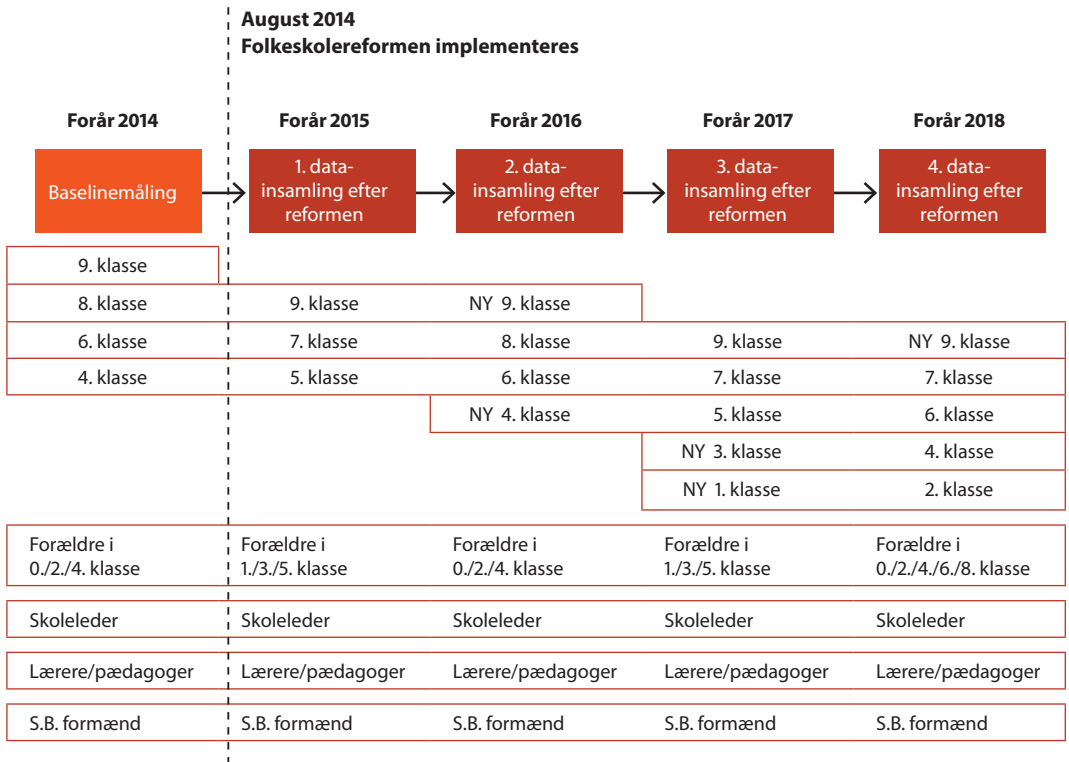 August 2014
Folkeskolereformen implementeres
Forår 2014 Forår 2015 Forår 2016 Forår 2017 Forår 2018
Baselinemåling
1. data-
insamling efter
reformen
2. data-
insamling efter
reformen
3. data-
insamling efter
reformen
4. data-
insamling efter
reformen
9. klasse
8. klasse 9. klasse NY 9. klasse
6. klasse 7. klasse 8. klasse 9. klasse NY 9. klasse
4. klasse 5. klasse 6. klasse 7. klasse 7. klasse
NY 4. klasse 5. klasse 6. klasse
NY 3. klasse 4. klasse
NY 1. klasse 2. klasse
Forældre i Forældre i Forældre i Forældre i Forældre i
0./2./4. klasse 1./3./5. klasse 0./2./4. klasse 1./3./5. klasse 0./2./4./6./8. klasse
Skoleleder Skoleleder Skoleleder Skoleleder Skoleleder
Lærere/pædagoger Lærere/pædagoger Lærere/pædagoger Lærere/pædagoger Lærere/pædagoger
S.B. formænd S.B. formænd S.B. formænd S.B. formænd S.B. formænd